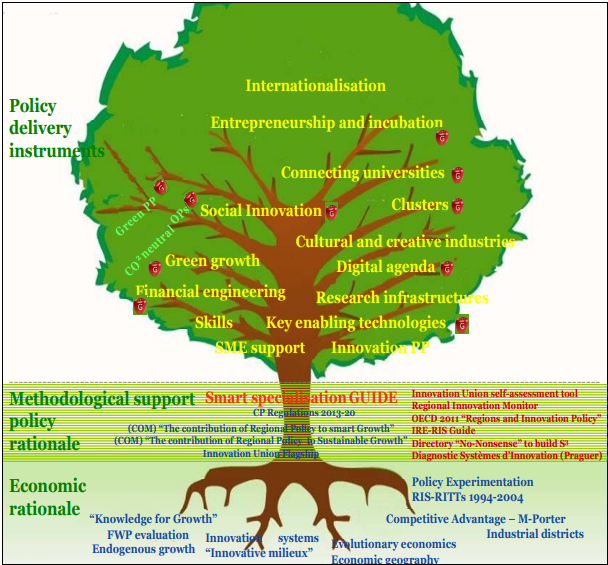 Internationalisation
Policy
delivery
instruments
Entrepreneurship and incubation
Connecting universities
Green PP
CO² neutral OPs
Social Innovation
Clusters
Cultural and creative industries
Green growth
Digital agenda
Financial engineering
Research infrastructures
Skills
Key enabling technologies
SME support
Innovation PP
Methodological support
policy
rationale
Smart specialisation GUIDE
CP Regulations 2013-20
(COM) “The contribution of Regional Policy to smart Growth”
(COM) “The contribution of Regional Policy to Sustainable Growth”
Innovation Union Flagship
Innovation Union self-assessment tool
Regional Innovation Monitor
OECD 2011 “Regions and Innovation Policy”
IRE-RIS Guide
Directory “No-Nonsense” to build S³
Diagnostic Systèmes d’Innovation (Praguer)
Economic
rationale
Policy Experimentation
RIS-RITTs 1994-2004
“Knowledge for Growth”
FWP evaluation
Endogenous growth
Innovation systems
“Innovative milieux”
Competitive Advantage – M-Porter
Industrial districts
Evolutionary economics
Economic geography